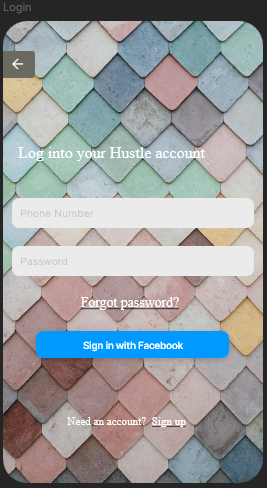 Login
Log into your Hustle account
Phone Number
Password
Forgot password?
Sign in with Facebook
Need an account? Sign up